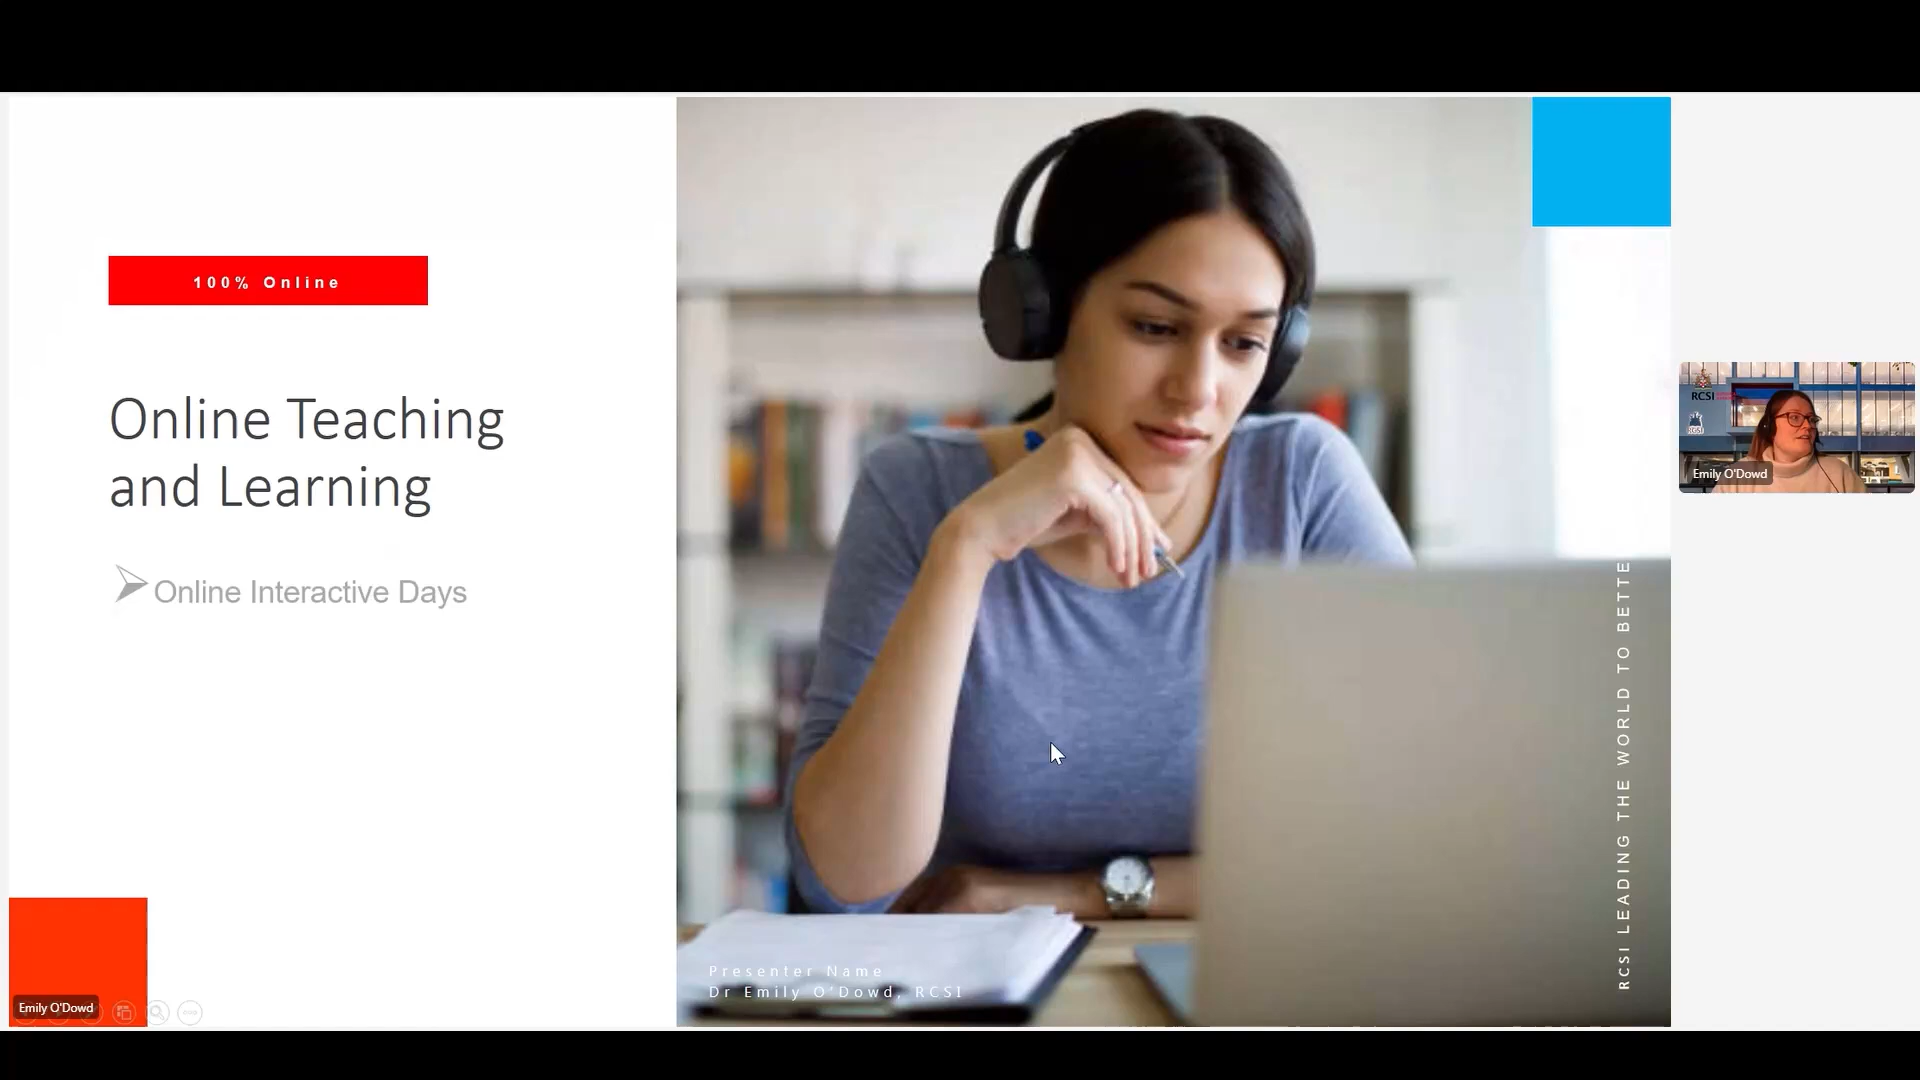 100% Online
Online Teaching
and Learning
Online Interactive Days
Presenter Name
Dr Emily O'Dowd, RCSI
RCSI LEADING THE WORLD TO BETTE
Emily O'Dowd
RCSI
Emily O'Dowd